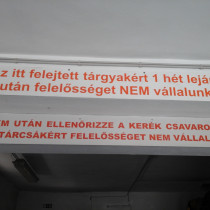 z itt felejtett tárgyakért 1 hét lejá
után felelősséget NEM vállalunk
M UTÁN ELLENŐRIZZE A KERÉK CSAVARO
TÁRCSÁKÉRT FELELŐSSÉGET NEM VÁLLAL